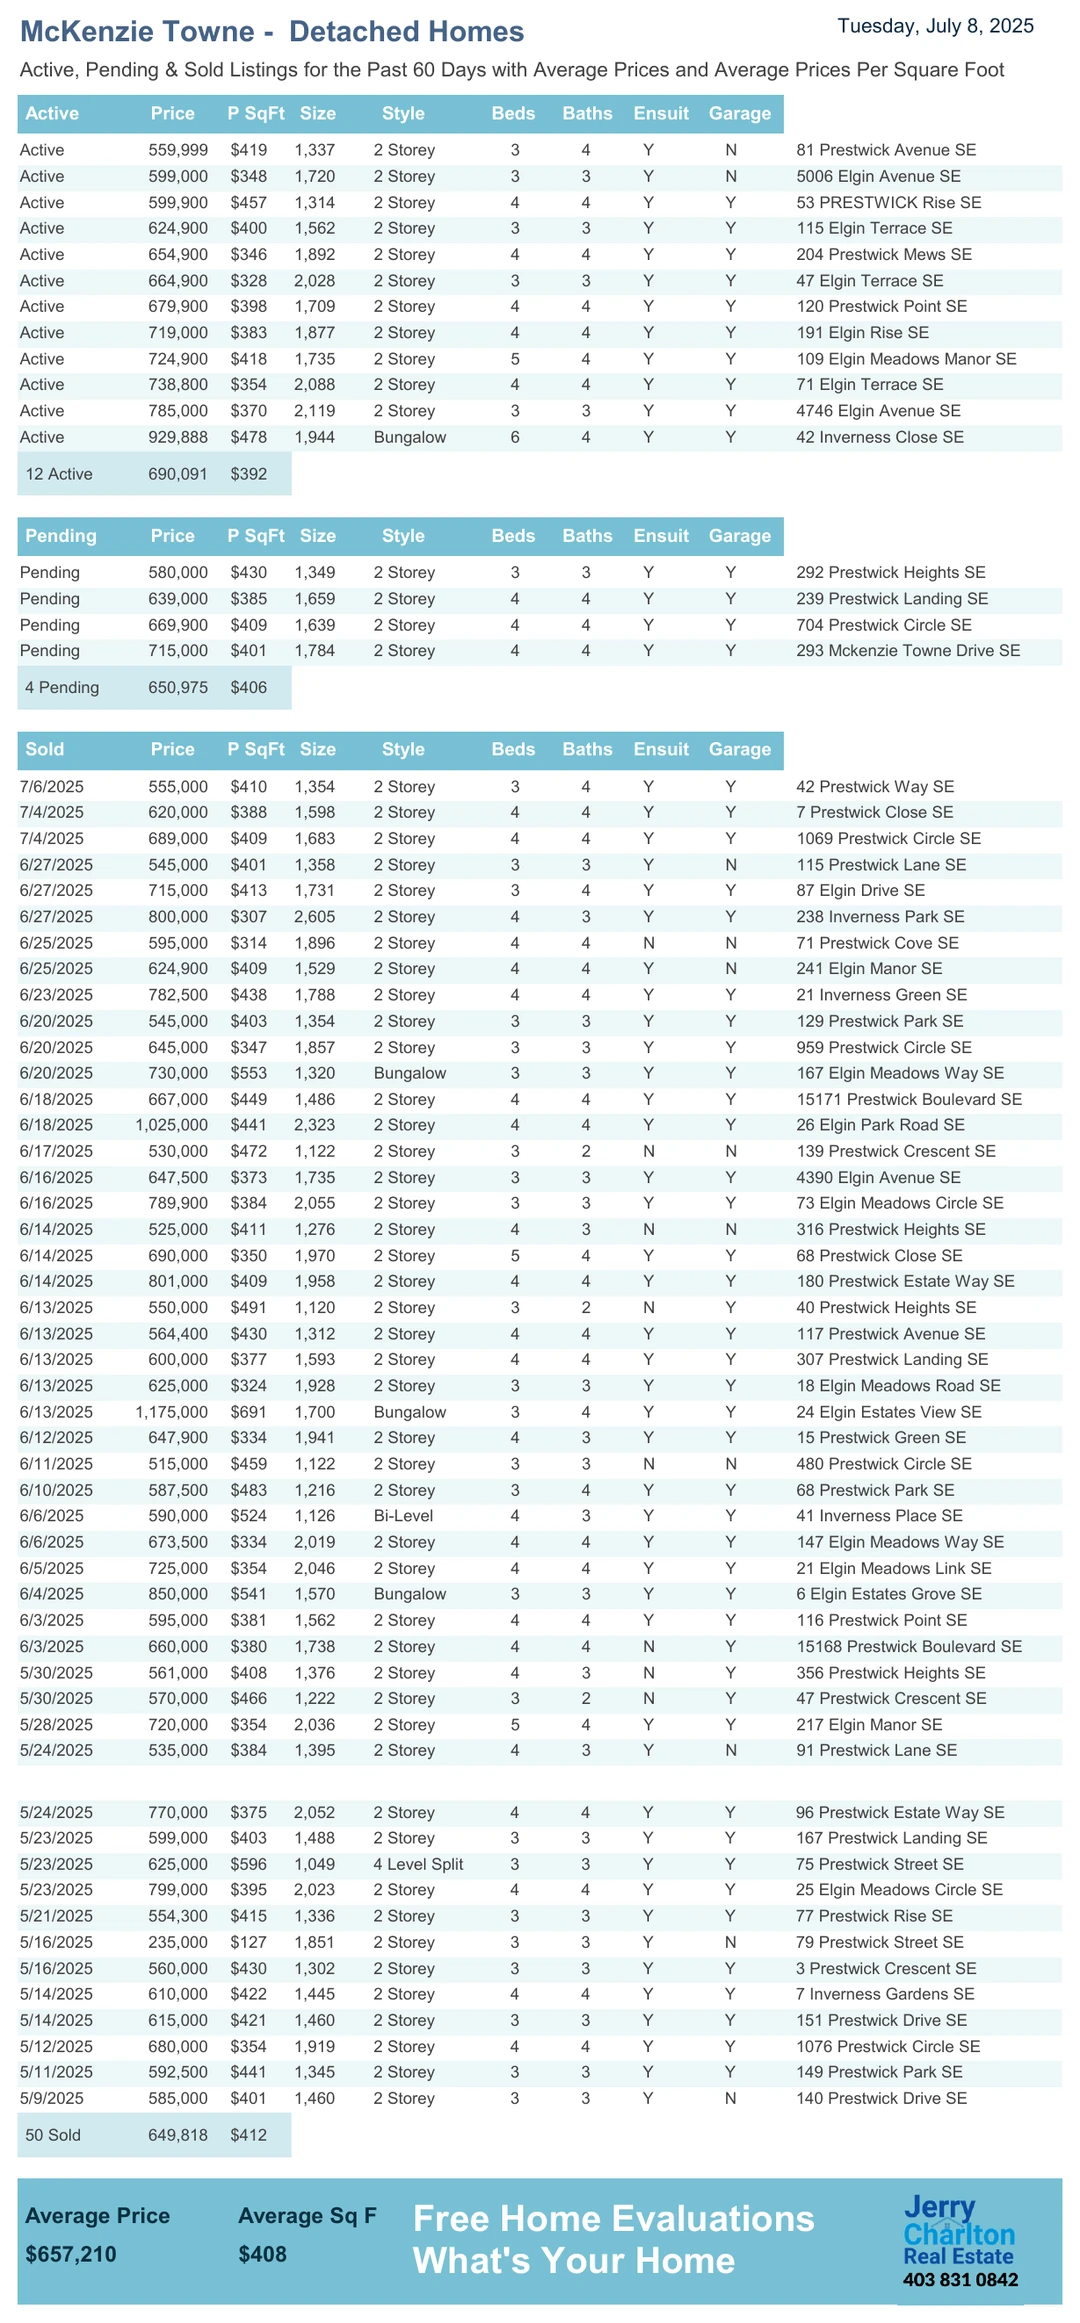 McKenzie Towne - Detached Homes
Tuesday, July 8, 2025
Active, Pending & Sold Listings for the Past 60 Days with Average Prices and Average Prices Per Square Foot
Active Price P SqFt Size Style Beds Baths Ensuit Garage
Active 559,999 $419 1,337 2 Storey 3 4 Y N 81 Prestwick Avenue SE
Active 599,000 $348 1,720 2 Storey 3 3 Y N 5006 Elgin Avenue SE
Active 599,900 $457 1,314 2 Storey 4 4 Y Y 53 PRESTWICK Rise SE
Active 624,900 $400 1,562 2 Storey 3 3 Y Y 115 Elgin Terrace SE
Active 654,900 $346 1,892 2 Storey 4 4 Y Y 204 Prestwick Mews SE
Active 664,900 $328 2,028 2 Storey 3 3 Y Y 47 Elgin Terrace SE
Active 679,900 $398 1,709 2 Storey 4 4 Y Y 120 Prestwick Point SE
Active 719,000 $383 1,877 2 Storey 4 4 Y Y 191 Elgin Rise SE
Active 724,900 $418 1,735 2 Storey 5 4 Y Y 109 Elgin Meadows Manor SE
Active 738,800 $354 2,088 2 Storey 4 4 Y Y 71 Elgin Terrace SE
Active 785,000 $370 2,119 2 Storey 3 3 Y Y 4746 Elgin Avenue SE
Active 929,888 $478 1,944 Bungalow 6 4 Y Y 42 Inverness Close SE
12 Active 690,091 $392
Pending Price P SqFt Size Style Beds Baths Ensuit Garage
Pending 580,000 $430 1,349 2 Storey 3 3 Y Y 292 Prestwick Heights SE
Pending 639,000 $385 1,659 2 Storey 4 4 Y Y 239 Prestwick Landing SE
Pending 669,900 $409 1,639 2 Storey 4 4 Y Y 704 Prestwick Circle SE
Pending 715,000 $401 1,784 2 Storey 4 4 Y Y 293 Mckenzie Towne Drive SE
4 Pending 650,975 $406
Sold Price P SqFt Size Style Beds Baths Ensuit Garage
7/6/2025 555,000 $410 1,354 2 Storey 3 4 Y Y 42 Prestwick Way SE
7/4/2025 620,000 $388 1,598 2 Storey 4 4 Y Y 7 Prestwick Close SE
7/4/2025 689,000 $409 1,683 2 Storey 4 4 Y Y 1069 Prestwick Circle SE
6/27/2025 545,000 $401 1,358 2 Storey 3 3 Y N 115 Prestwick Lane SE
6/27/2025 715,000 $413 1,731 2 Storey 3 4 Y Y 87 Elgin Drive SE
6/27/2025 800,000 $307 2,605 2 Storey 4 3 Y Y 238 Inverness Park SE
6/25/2025 595,000 $314 1,896 2 Storey 4 4 N N 71 Prestwick Cove SE
6/25/2025 624,900 $409 1,529 2 Storey 4 4 Y N 241 Elgin Manor SE
6/23/2025 782,500 $438 1,788 2 Storey 4 4 Y Y 21 Inverness Green SE
6/20/2025 545,000 $403 1,354 2 Storey 3 3 Y Y 129 Prestwick Park SE
6/20/2025 645,000 $347 1,857 2 Storey 3 3 Y Y 959 Prestwick Circle SE
6/20/2025 730,000 $553 1,320 Bungalow 3 3 Y Y 167 Elgin Meadows Way SE
6/18/2025 667,000 $449 1,486 2 Storey 4 4 Y Y 15171 Prestwick Boulevard SE
6/18/2025 1,025,000 $441 2,323 2 Storey 4 4 Y Y 26 Elgin Park Road SE
6/17/2025 530,000 $472 1,122 2 Storey 3 2 N N 139 Prestwick Crescent SE
6/16/2025 647,500 $373 1,735 2 Storey 3 3 Y Y 4390 Elgin Avenue SE
6/16/2025 789,900 $384 2,055 2 Storey 3 3 Y Y 73 Elgin Meadows Circle SE
6/14/2025 525,000 $411 1,276 2 Storey 4 3 N N 316 Prestwick Heights SE
6/14/2025 690,000 $350 1,970 2 Storey 5 4 Y Y 68 Prestwick Close SE
6/14/2025 801,000 $409 1,958 2 Storey 4 4 Y Y 180 Prestwick Estate Way SE
6/13/2025 550,000 $491 1,120 2 Storey 3 2 N Y 40 Prestwick Heights SE
6/13/2025 564,400 $430 1,312 2 Storey 4 4 Y Y 117 Prestwick Avenue SE
6/13/2025 600,000 $377 1,593 2 Storey 4 4 Y Y 307 Prestwick Landing SE
6/13/2025 625,000 $324 1,928 2 Storey 3 3 Y Y 18 Elgin Meadows Road SE
6/13/2025 1,175,000 $691 1,700 Bungalow 3 4 Y Y 24 Elgin Estates View SE
6/12/2025 647,900 $334 1,941 2 Storey 4 3 Y Y 15 Prestwick Green SE
6/11/2025 515,000 $459 1,122 2 Storey 3 3 N N 480 Prestwick Circle SE
6/10/2025 587,500 $483 1,216 2 Storey 3 4 Y Y 68 Prestwick Park SE
6/6/2025 590,000 $524 1,126 Bi-Level 4 3 Y Y 41 Inverness Place SE
6/6/2025 673,500 $334 2,019 2 Storey 4 4 Y Y 147 Elgin Meadows Way SE
6/5/2025 725,000 $354 2,046 2 Storey 4 4 Y Y 21 Elgin Meadows Link SE
6/4/2025 850,000 $541 1,570 Bungalow 3 3 Y Y 6 Elgin Estates Grove SE
6/3/2025 595,000 $381 1,562 2 Storey 4 4 Y Y 116 Prestwick Point SE
6/3/2025 660,000 $380 1,738 2 Storey 4 4 N Y 15168 Prestwick Boulevard SE
5/30/2025 561,000 $408 1,376 2 Storey 4 3 N Y 356 Prestwick Heights SE
5/30/2025 570,000 $466 1,222 2 Storey 3 2 N Y 47 Prestwick Crescent SE
5/28/2025 720,000 $354 2,036 2 Storey 5 4 Y Y 217 Elgin Manor SE
5/24/2025 535,000 $384 1,395 2 Storey 4 3 Y N 91 Prestwick Lane SE
5/24/2025 770,000 $375 2,052 2 Storey 4 4 Y Y 96 Prestwick Estate Way SE
5/23/2025 599,000 $403 1,488 2 Storey 3 3 Y Y 167 Prestwick Landing SE
5/23/2025 625,000 $596 1,049 4 Level Split 3 3 Y Y 75 Prestwick Street SE
5/23/2025 799,000 $395 2,023 2 Storey 4 4 Y Y 25 Elgin Meadows Circle SE
5/21/2025 554,300 $415 1,336 2 Storey 3 3 Y Y 77 Prestwick Rise SE
5/16/2025 235,000 $127 1,851 2 Storey 3 3 Y N 79 Prestwick Street SE
5/16/2025 560,000 $430 1,302 2 Storey 3 3 Y Y 3 Prestwick Crescent SE
5/14/2025 610,000 $422 1,445 2 Storey 4 4 Y Y 7 Inverness Gardens SE
5/14/2025 615,000 $421 1,460 2 Storey 3 3 Y Y 151 Prestwick Drive SE
5/12/2025 680,000 $354 1,919 2 Storey 4 4 Y Y 1076 Prestwick Circle SE
5/11/2025 592,500 $441 1,345 2 Storey 3 3 Y Y 149 Prestwick Park SE
5/9/2025 585,000 $401 1,460 2 Storey 3 3 Y N 140 Prestwick Drive SE
50 Sold 649,818 $412
Average Price Average Sq F
$657,210 $408
Free Home Evaluations
What's Your Home
Jerry
Charlton
Real Estate
403 831 0842